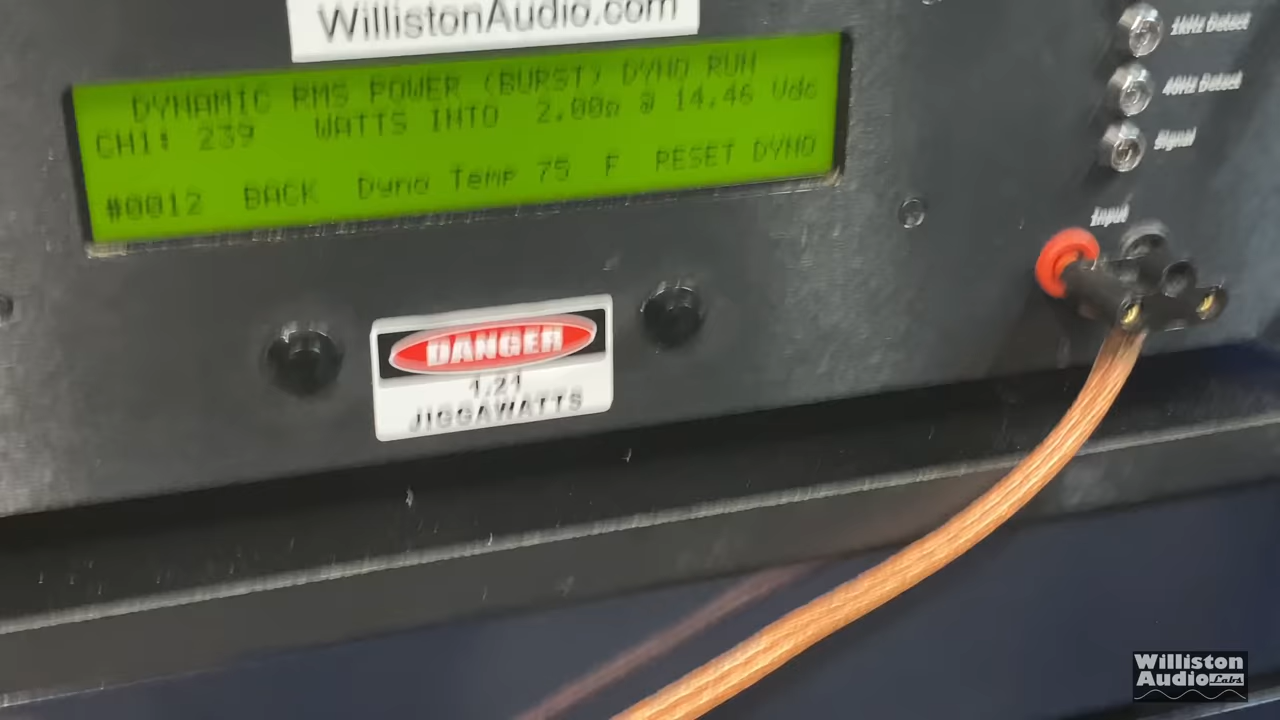 WillistonAudio.com
DYNAMIC RMS POWER (BURST) DYNO RUN
CH1: 239 WATTS INTO 2.00Ω @ 14.46 Vdc
#0012 BACK Dyno Temp 75 F RESET DYNO
1kHz Detect
40Hz Detect
Signal
Input
DANGER
1.21
JIGGAWATTS
Williston
Audio Labs